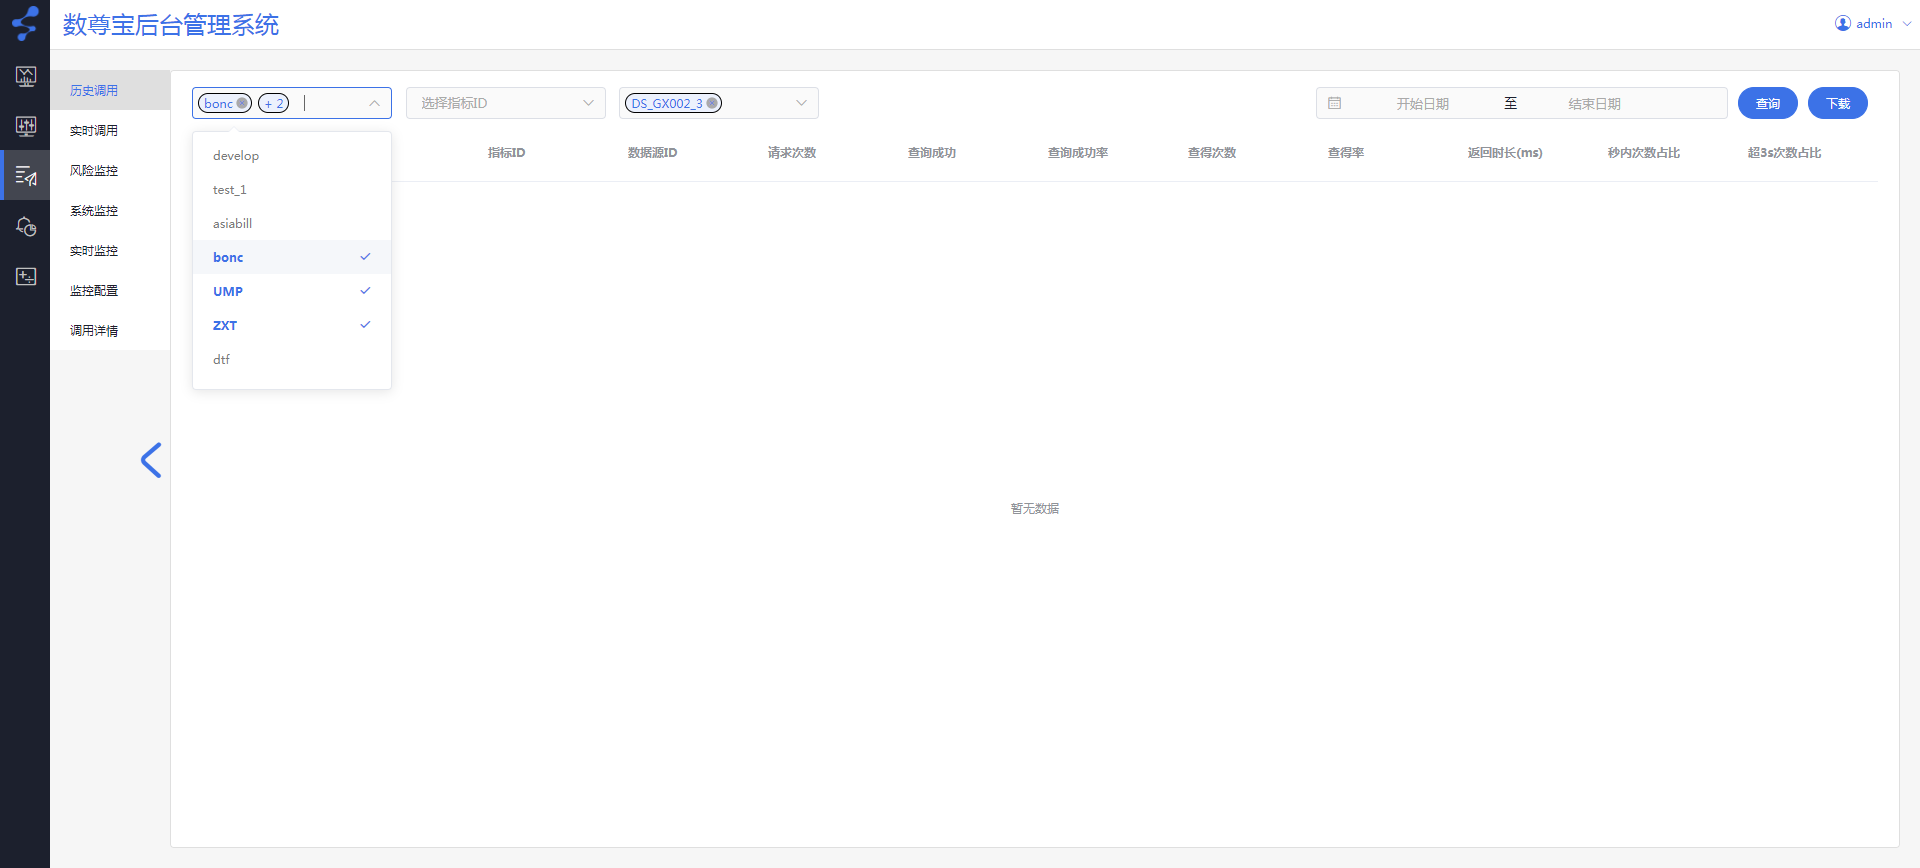 数尊宝后台管理系统
admin
历史调用
实时调用
风险监控
系统监控
实时监控
监控配置
调用详情
bonc + 2 选择指标ID DS_GX002_3 开始日期 至 结束日期 查询 下载
指标ID 数据源ID 请求次数 查询成功 查询成功率 查得次数 查得率 返回时长(ms) 秒内次数占比 超3s次数占比
develop
test_1
asiabill
bonc
UMP
ZXT
dtf
暂无数据